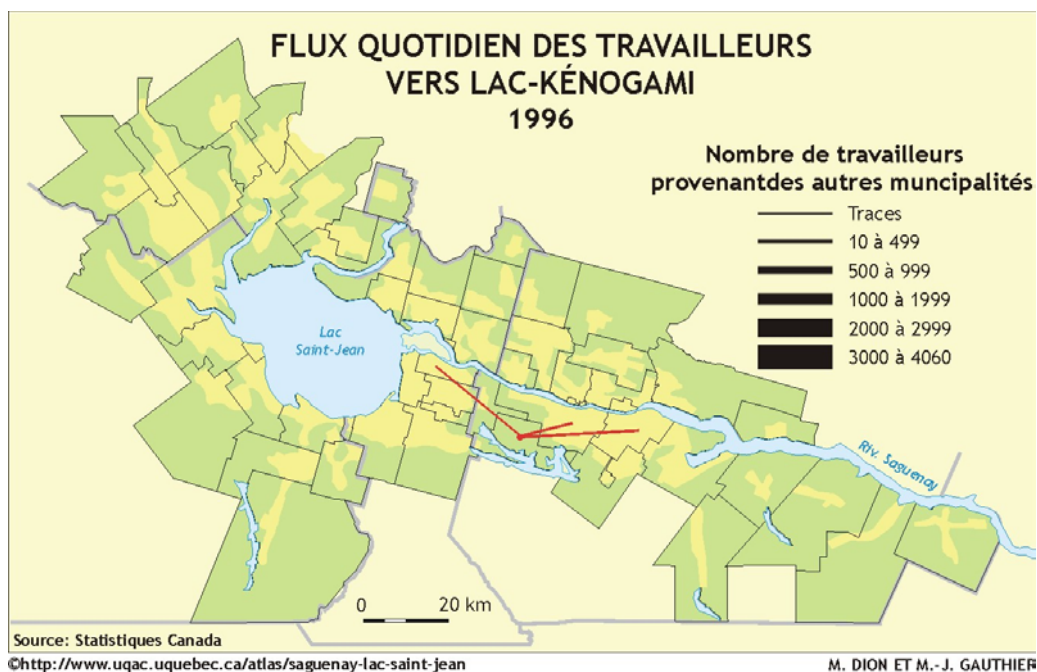 FLUX QUOTIDIEN DES TRAVAILLEURS
VERS LAC-KÉNOGAMI
1996
Nombre de travailleurs
provenantdes autres muncipalités
Traces
10 à 499
500 à 999
1000 à 1999
2000 à 2999
3000 à 4060
Lac
Saint-Jean
Riv. Saguenay
0 20 km
Source: Statistiques Canada
©http://www.uqac.uquebec.ca/atlas/saguenay-lac-saint-jean
M. DION ET M.-J. GAUTHIER